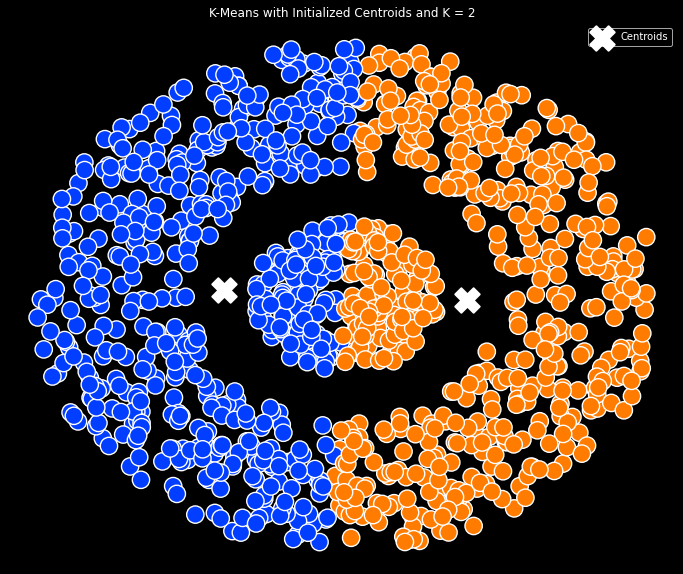 K-Means with Initialized Centroids and K = 2
Centroids